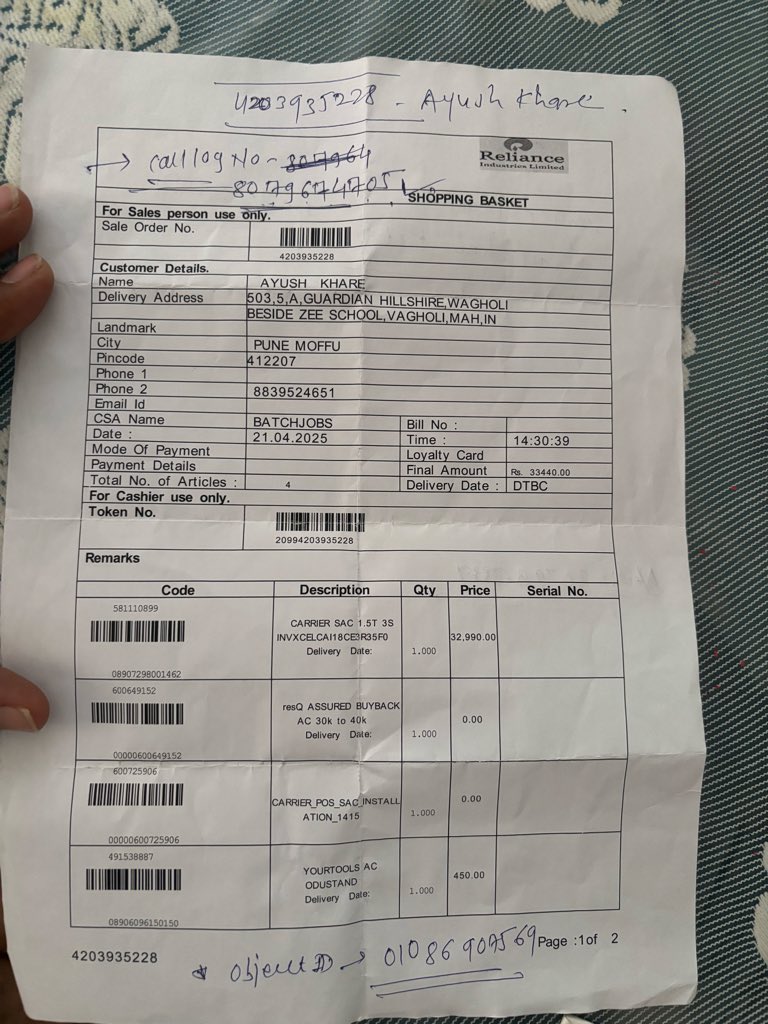 4203935228 - Ayush Khare.
→ Call log No - 807964
80796747051
Reliance
Industries Limited
SHOPPING BASKET
For Sales person use only.
Sale Order No.
4203935228
Customer Details.
Name AYUSH KHARE
Delivery Address 503,5,A,GUARDIAN HILLSHIRE,WAGHOLI
BESIDE ZEE SCHOOL,VAGHOLI,MAH,IN
Landmark
City PUNE MOFFU
Pincode 412207
Phone 1
Phone 2 8839524651
Email Id
CSA Name BATCHJOBS Bill No :
Date : 21.04.2025 Time : 14:30:39
Mode Of Payment Loyalty Card
Payment Details Final Amount Rs. 33440.00
Total No. of Articles : 4 Delivery Date : DTBC
For Cashier use only.
Token No.
20994203935228
Remarks
Code Description Qty Price Serial No.
581110899
CARRIER SAC 1.5T 3S
INVXCELCAI18CE3R35F0 32,990.00
Delivery Date: 1.000
08907298001462
600649152
resQ ASSURED BUYBACK
AC 30k to 40k 0.00
Delivery Date: 1.000
00000600649152
600725906
CARRIER_POS_SAC_INSTALL 0.00
ATION_1415 1.000
00000600725906
491538887
YOURTOOLS AC
ODUSTAND 450.00
Delivery Date: 1.000
08906096150150
4203935228 Page :1of 2
* Object ID → 01086907569